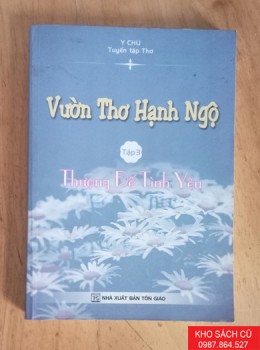 Y CHU
Tuyển tập Thơ
Vườn Thơ Hạnh Ngộ
Tập 3
Thượng Đế Tình Yêu
NHÀ XUẤT BẢN TÔN GIÁO
KHO SÁCH CŨ
0987.864.527